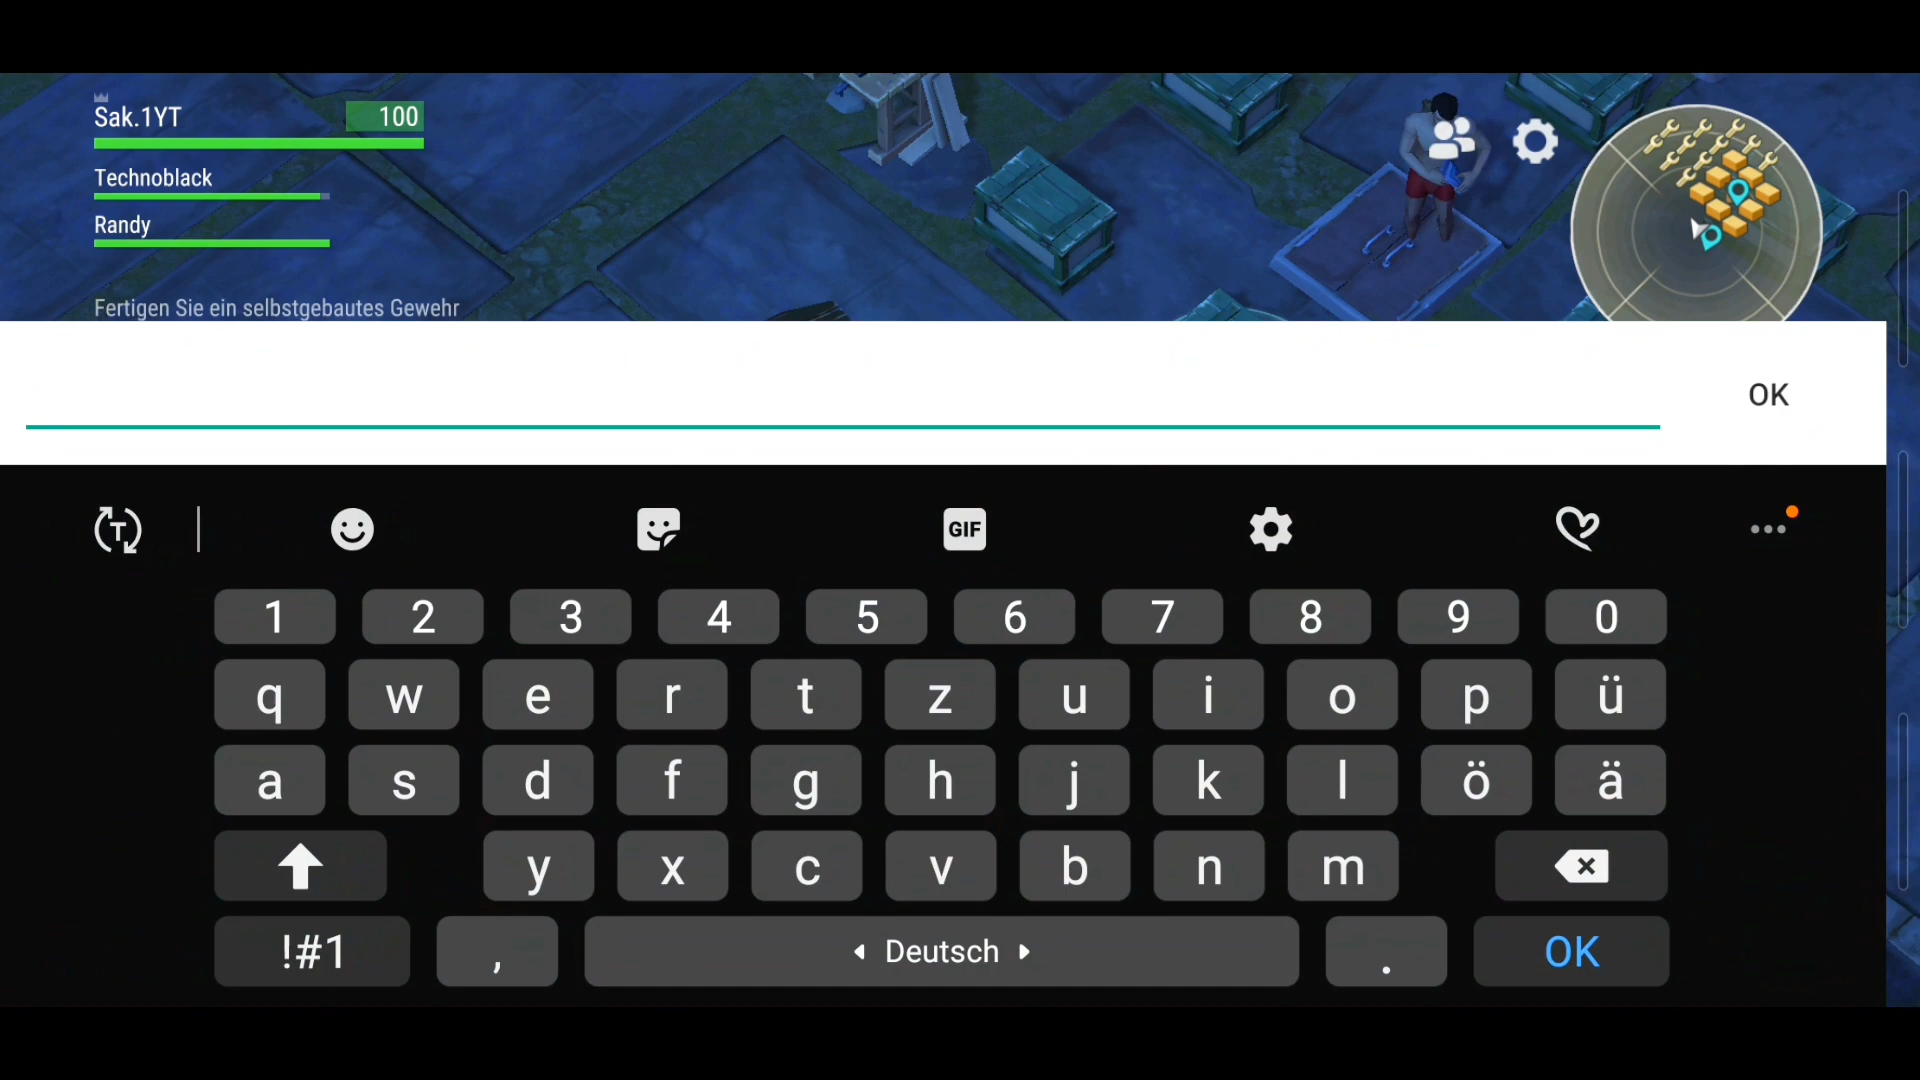 Sak.1YT 100
Technoblack
Randy
Fertigen Sie ein selbstgebautes Gewehr
OK
T GIF
1 2 3 4 5 6 7 8 9 0
q w e r t z u i o p ü
a s d f g h j k l ö ä
y x c v b n m
!#1 , Deutsch . OK